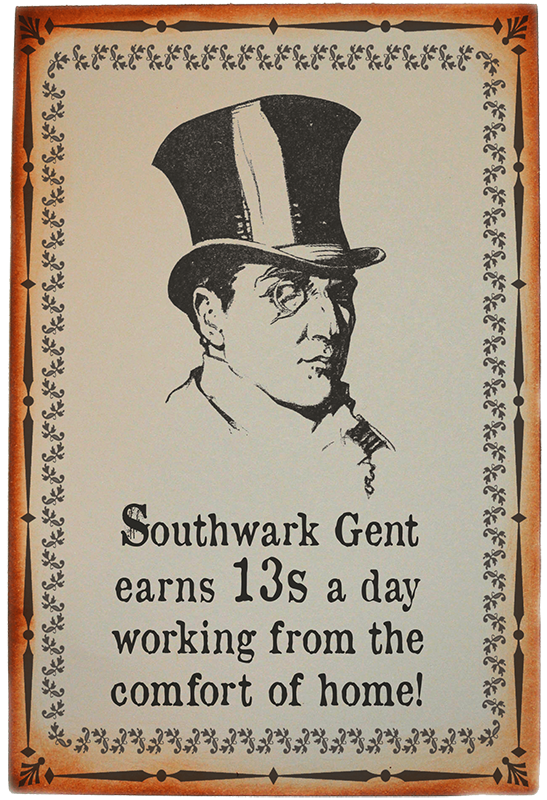 Southwark Gent
earns 13s a day
working from the
comfort of home!